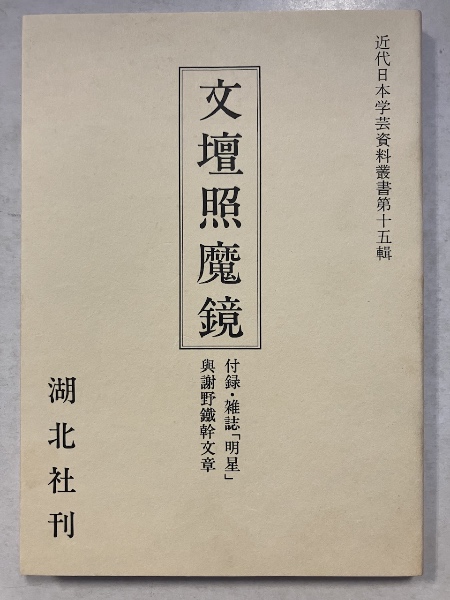 近代日本学芸資料叢書第十五輯
文壇照魔鏡
付録・雑誌「明星」
與謝野鐵幹文章
湖北社刊